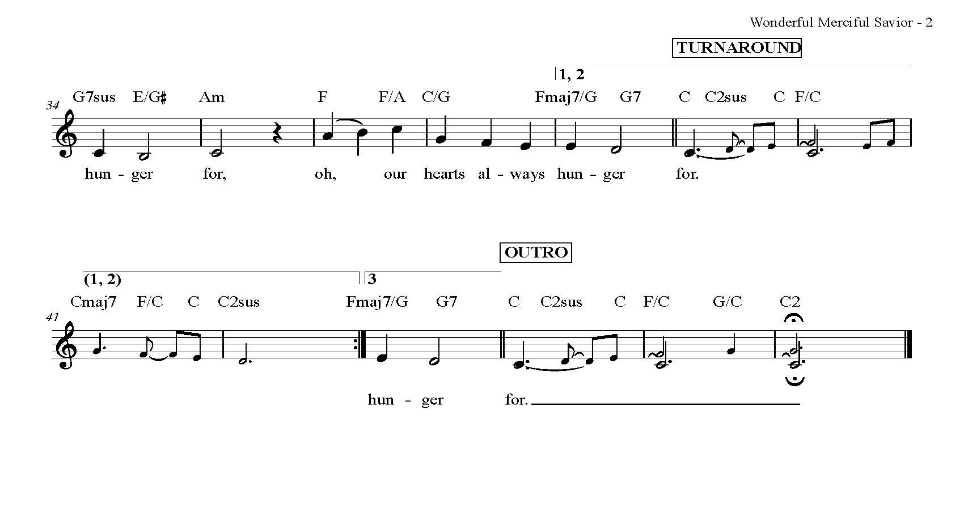 Wonderful Merciful Savior - 2
TURNAROUND
1, 2
G7sus E/G♯ Am F F/A C/G Fmaj7/G G7 C C2sus C F/C
34
hun - ger for, oh, our hearts al - ways hun - ger for.
OUTRO
(1, 2) 3
Cmaj7 F/C C C2sus Fmaj7/G G7 C C2sus C F/C G/C C2
41
hun - ger for.